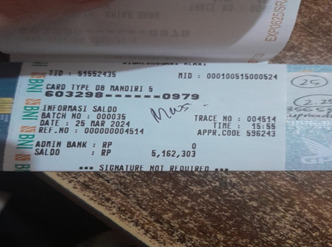 TID : 51552435 MID : 000100515000524
CARD TYPE DB MANDIRI 5
603298------0979
INFORMASI SALDO
BATCH NO : 000035 TRACE NO : 004514
DATE : 25 MAR 2024 TIME : 15:55
REF.NO : 000000004514 APPR.CODE 596243
ADMIN BANK : RP 0
SALDO : RP 5,162,303
*** SIGNATURE NOT REQUIRED ***
BNI
BNI
BNI
25